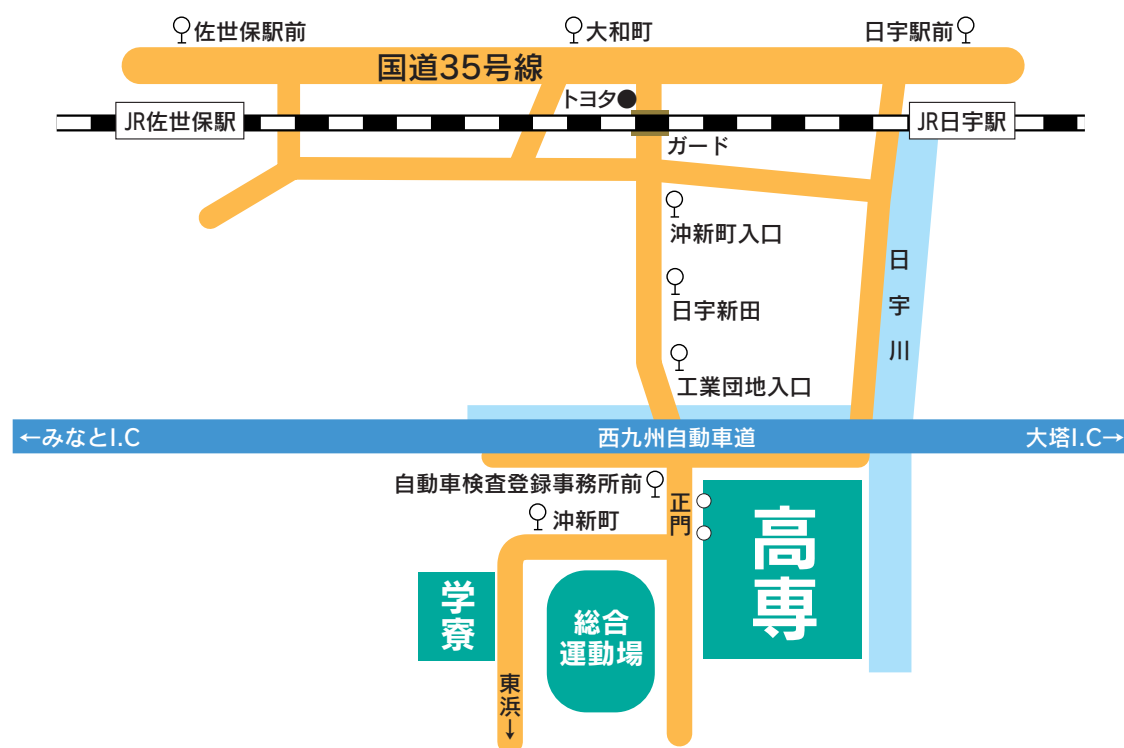 佐世保駅前
大和町
日宇駅前
国道35号線
トヨタ
JR佐世保駅
JR日宇駅
ガード
沖新町入口
日宇新田
日宇川
工業団地入口
←みなとI.C
西九州自動車道
大塔I.C→
自動車検査登録事務所前
正門
沖新町
高専
学寮
総合
運動場
東浜↓